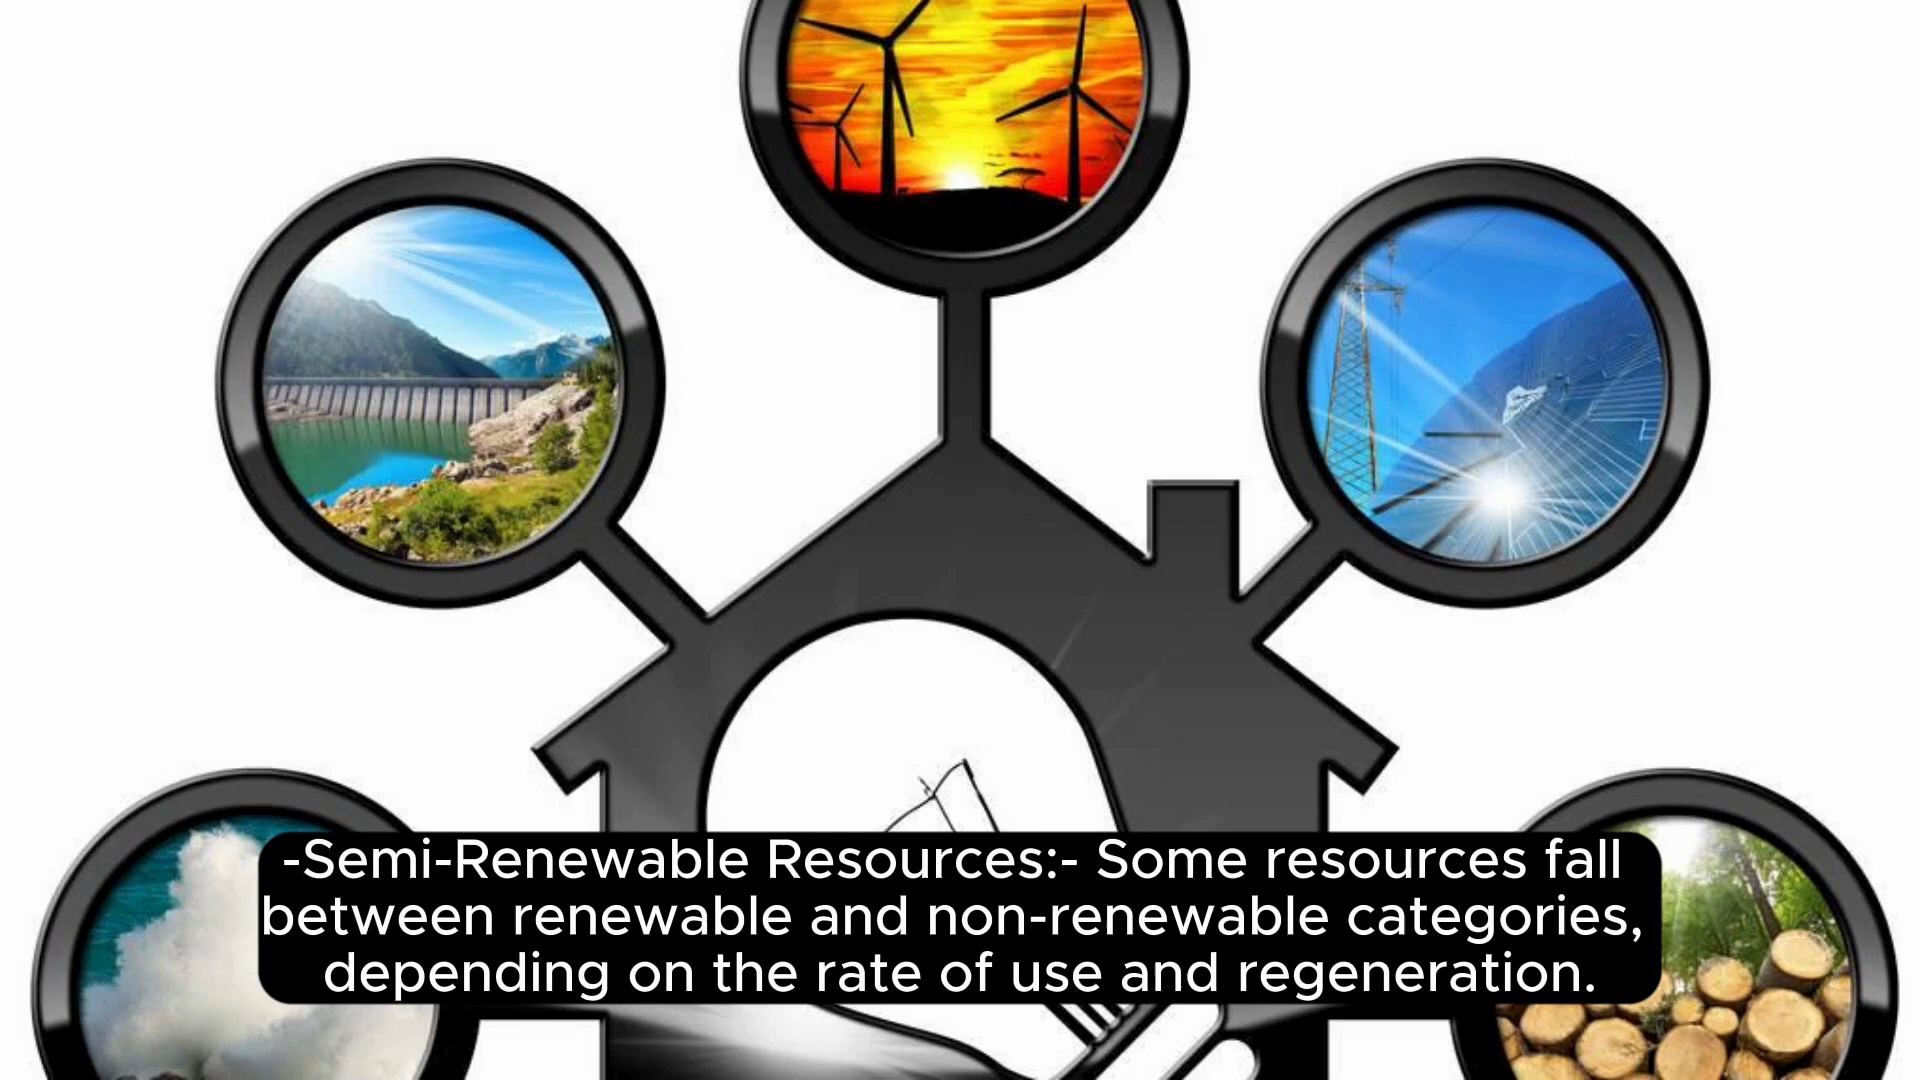 -Semi-Renewable Resources:- Some resources fall
between renewable and non-renewable categories,
depending on the rate of use and regeneration.